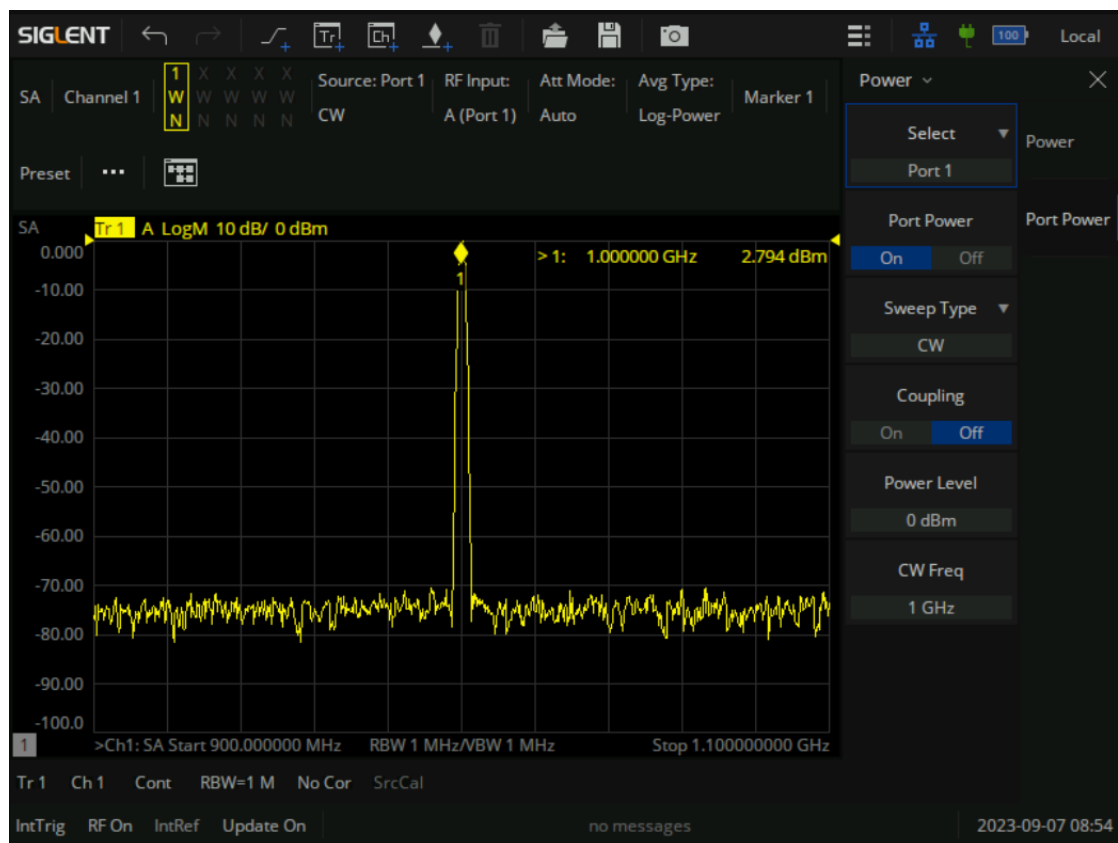 SIGLENT Tr Ch 100 Local
SA Channel 1 1 X X X X Source: Port 1 RF Input: Att Mode: Avg Type: Marker 1
W W W W W CW A (Port 1) Auto Log-Power
N N N N N
Preset ...
SA Tr 1 A LogM 10 dB/ 0 dBm
> 1: 1.000000 GHz 2.794 dBm
1
0.000
-10.00
-20.00
-30.00
-40.00
-50.00
-60.00
-70.00
-80.00
-90.00
-100.0
1 >Ch1: SA Start 900.000000 MHz RBW 1 MHz/VBW 1 MHz Stop 1.100000000 GHz
Tr 1 Ch 1 Cont RBW=1 M No Cor SrcCal
IntTrig RF On IntRef Update On no messages 2023-09-07 08:54
Power
Select
Port 1
Port Power
On Off
Sweep Type
CW
Coupling
On Off
Power Level
0 dBm
CW Freq
1 GHz
Power
Port Power